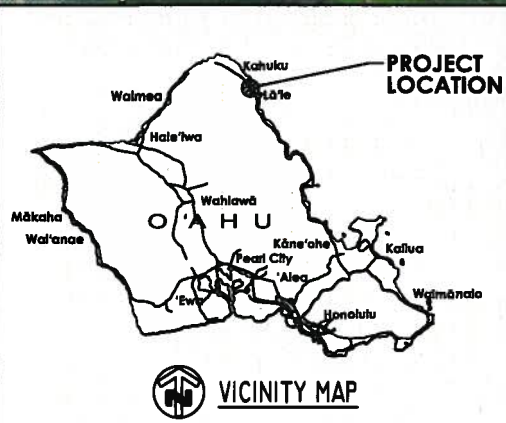 Kahuku
PROJECT
LOCATION
Lā'ie
Waimea
Hale'iwa
Wahiawā
Mākaha
O'AHU
Wai'anae
Kāne'ohe
Kailua
Pearl City
'Aiea
'Ewa
Waimānalo
Honolulu
N
VICINITY MAP